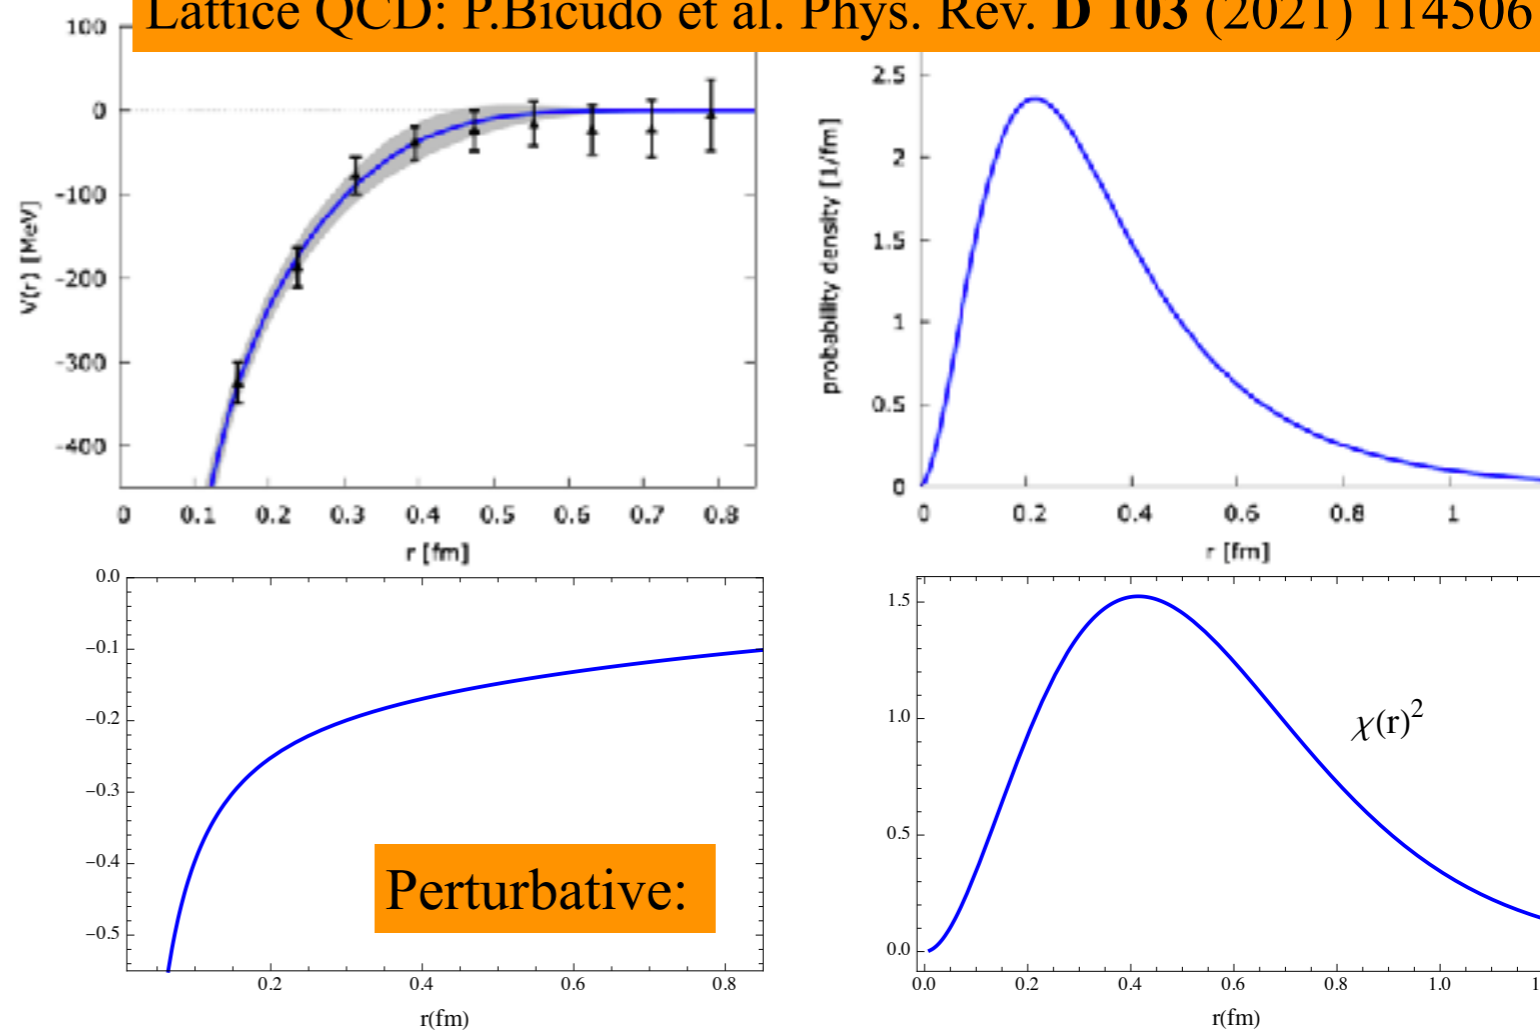 Lattice QCD: P.Bicudo et al. Phys. Rev. D 103 (2021) 114506
100
0
-100
-200
-300
-400
V(r) [MeV]
0 0.1 0.2 0.3 0.4 0.5 0.6 0.7 0.8
r [fm]
2.5
2
1.5
1
0.5
0
probability density [1/fm]
0 0.2 0.4 0.6 0.8 1
r [fm]
0.0
−0.1
−0.2
−0.3
−0.4
−0.5
Perturbative:
0.2 0.4 0.6 0.8
r(fm)
1.5
1.0
0.5
0.0
χ(r)²
0.0 0.2 0.4 0.6 0.8 1.0
r(fm)